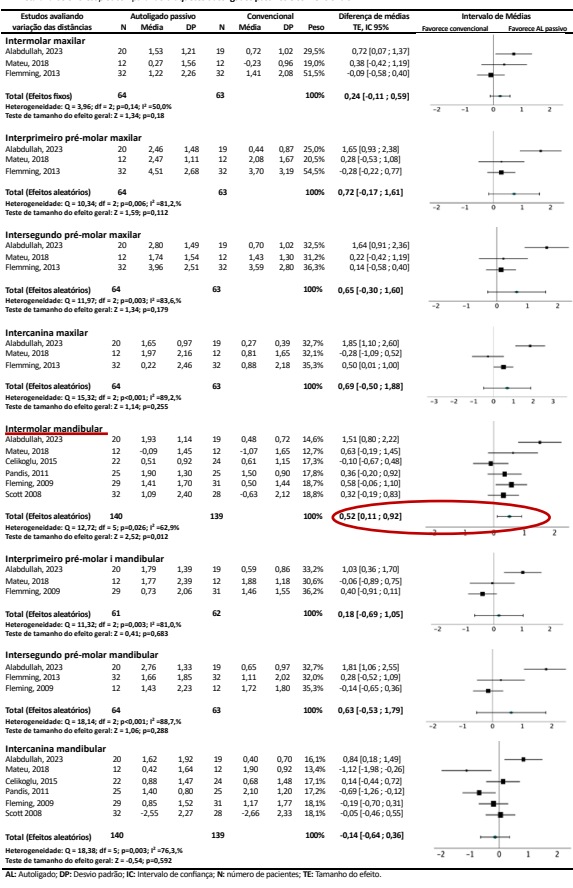 Estudos avaliando variação das distâncias | Autoligado passivo N Média DP | Convencional N Média DP | Peso | Diferença de médias TE, IC 95% | Intervalo de Médias Favorece convencional Favorece AL passivo
Intermolar maxilar
Alabdullah, 2023 20 1,53 1,21 19 0,72 1,02 29,5% 0,72 [0,07 ; 1,37]
Mateu, 2018 12 0,27 1,56 12 -0,23 0,96 19,0% 0,38 [-0,42 ; 1,19]
Flemming, 2013 32 1,22 2,26 32 1,41 2,08 51,5% -0,09 [-0,58 ; 0,40]
Total (Efeitos fixos) 64 63 100% 0,24 [-0,11 ; 0,59]
Heterogeneidade: Q = 3,96; df = 2; p=0,14; I² =50,0%
Teste de tamanho do efeito geral: Z = 1,34; p=0,18
-2 -1 0 1 2
Interprimeiro pré-molar maxilar
Alabdullah, 2023 20 2,46 1,48 19 0,44 0,87 25,0% 1,65 [0,93 ; 2,38]
Mateu, 2018 12 2,47 1,11 12 2,08 1,67 20,5% 0,28 [-0,53 ; 1,08]
Flemming, 2013 32 4,51 2,68 32 3,70 3,19 54,5% -0,28 [-0,22 ; 0,77]
Total (Efeitos aleatórios) 64 63 100% 0,72 [-0,17 ; 1,61]
Heterogeneidade: Q = 10,34; df = 2; p=0,006; I² =81,2%
Teste de tamanho do efeito geral: Z = 1,59; p=0,112
-2 -1 0 1 2
Intersegundo pré-molar maxilar
Alabdullah, 2023 20 2,80 1,49 19 0,70 1,02 32,5% 1,64 [0,91 ; 2,36]
Mateu, 2018 12 1,74 1,54 12 1,43 1,30 31,2% 0,22 [-0,42 ; 1,19]
Flemming, 2013 32 3,96 2,51 32 3,59 2,80 36,3% 0,14 [-0,58 ; 0,40]
Total (Efeitos aleatórios) 64 63 100% 0,65 [-0,30 ; 1,60]
Heterogeneidade: Q = 11,97; df = 2; p=0,003; I² =83,6%
Teste de tamanho do efeito geral: Z = 1,34; p=0,179
-2 -1 0 1 2
Intercanina maxilar
Alabdullah, 2023 20 1,65 0,97 19 0,27 0,39 32,7% 1,85 [1,10 ; 2,60]
Mateu, 2018 12 1,97 2,16 12 0,81 1,65 32,1% -0,28 [-1,09 ; 0,52]
Flemming, 2013 32 0,22 2,46 32 0,88 2,18 35,3% 0,50 [0,01 ; 1,00]
Total (Efeitos aleatórios) 64 63 100% 0,69 [-0,50 ; 1,88]
Heterogeneidade: Q = 15,32; df = 2; p<0,001; I² =89,2%
Teste de tamanho do efeito geral: Z = 1,14; p=0,255
-3 -2 -1 0 1 2 3
Intermolar mandibular
Alabdullah, 2023 20 1,93 1,14 19 0,48 0,72 14,6% 1,51 [0,80 ; 2,22]
Mateu, 2018 12 -0,09 1,45 12 -1,07 1,65 12,7% 0,63 [-0,19 ; 1,45]
Celikoglu, 2015 22 0,51 0,92 24 0,61 1,15 17,5% -0,10 [-0,67 ; 0,48]
Pandis, 2011 25 1,90 1,30 25 1,50 0,90 17,8% 0,36 [-0,20 ; 0,92]
Fleming, 2009 29 1,41 1,70 31 0,50 1,44 18,7% 0,58 [-0,06 ; 1,10]
Scott 2008 32 1,09 2,40 28 -0,63 2,12 18,8% 0,32 [-0,19 ; 0,83]
Total (Efeitos aleatórios) 140 139 100% 0,52 [0,11 ; 0,92]
Heterogeneidade: Q = 12,72; df = 5; p=0,026; I² =62,9%
Teste de tamanho do efeito geral: Z = 2,52; p=0,012
-2 -1 0 1 2
Interprimeiro pré-molar i mandibular
Alabdullah, 2023 20 1,79 1,39 19 0,59 0,86 33,2% 1,03 [0,36 ; 1,70]
Mateu, 2018 12 1,77 2,39 12 1,88 1,18 30,6% -0,06 [-0,89 ; 0,75]
Flemming, 2009 29 0,73 2,06 31 1,46 1,55 36,2% 0,40 [-0,91 ; 0,11]
Total (Efeitos aleatórios) 61 62 100% 0,18 [-0,69 ; 1,05]
Heterogeneidade: Q = 11,32; df = 2; p=0,003; I² =81,0%
Teste de tamanho do efeito geral: Z = 0,41; p=0,683
-2 -1 0 1 2
Intersegundo pré-molar mandibular
Alabdullah, 2023 20 2,76 1,33 19 0,65 0,97 32,7% 1,81 [1,06 ; 2,55]
Flemming, 2013 32 1,66 1,85 32 1,11 2,02 32,0% 0,28 [-0,52 ; 1,09]
Fleming, 2009 12 1,43 2,23 12 1,72 1,80 35,3% -0,14 [-0,65 ; 0,36]
Total (Efeitos aleatórios) 64 63 100% 0,63 [-0,53 ; 1,79]
Heterogeneidade: Q = 18,14; df = 2; p<0,001; I² =88,7%
Teste de tamanho do efeito geral: Z = 1,06; p=0,288
-2 -1 0 1 2
Intercanina mandibular
Alabdullah, 2023 20 1,62 1,92 19 0,40 0,70 16,1% 0,84 [0,18 ; 1,49]
Mateu, 2018 12 0,42 1,64 12 1,90 0,92 13,4% -1,12 [-1,98 ; -0,26]
Celikoglu, 2015 22 0,88 1,47 24 0,68 1,48 17,1% 0,14 [-0,44 ; 0,72]
Pandis, 2011 25 1,40 0,80 25 2,10 1,20 17,2% -0,69 [-1,26 ; -0,12]
Fleming, 2009 29 0,85 1,52 31 1,17 1,77 18,1% -0,19 [-0,70 ; 0,31]
Scott 2008 32 -2,55 2,27 28 -2,66 2,33 18,1% -0,05 [-0,46 ; 0,55]
Total (Efeitos aleatórios) 140 139 100% -0,14 [-0,64 ; 0,36]
Heterogeneidade: Q = 18,38; df = 5; p=0,003; I² =76,3,%
Teste de tamanho do efeito geral: Z = -0,54; p=0,592
-2 -1 0 1 2
AL: Autoligado; DP: Desvio padrão; IC: Intervalo de confiança; N: número de pacientes; TE: Tamanho do efeito.